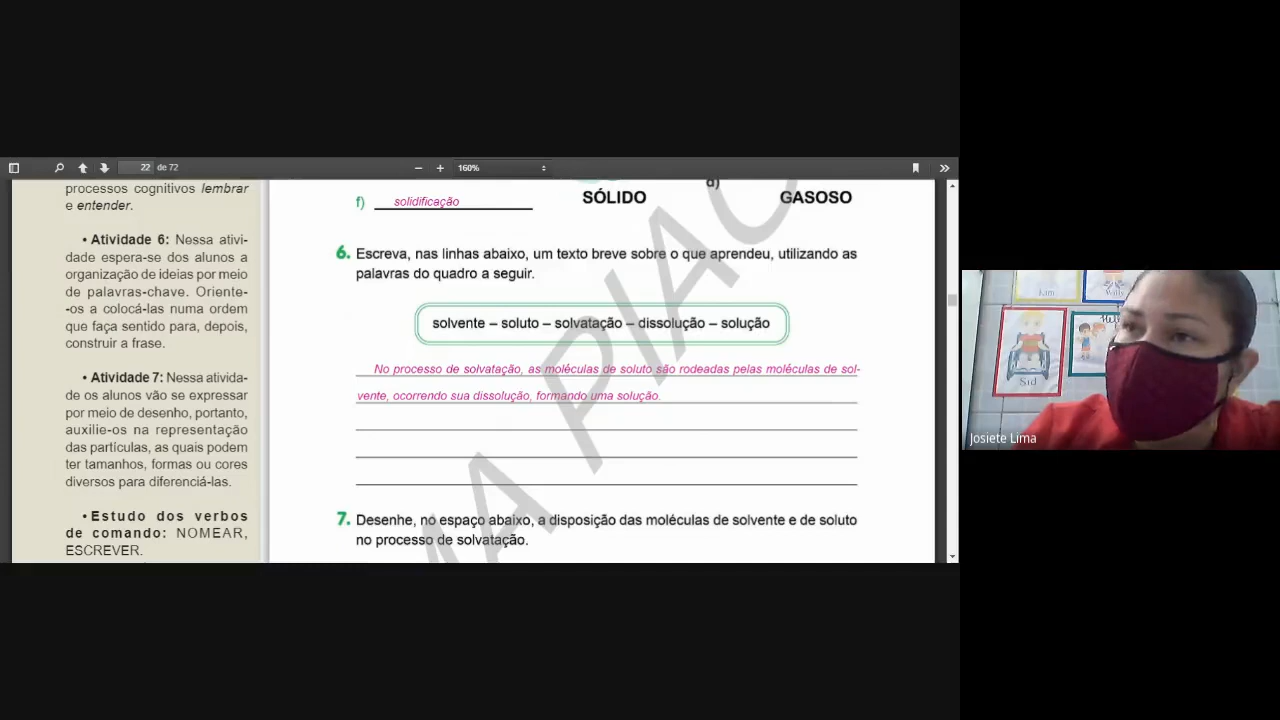 22 de 72
160%
processos cognitivos lembrar
e entender.
• Atividade 6: Nessa ativi-
dade espera-se dos alunos a
organização de ideias por meio
de palavras-chave. Oriente-
-os a colocá-las numa ordem
que faça sentido para, depois,
construir a frase.
• Atividade 7: Nessa ativida-
de os alunos vão se expressar
por meio de desenho, portanto,
auxilie-os na representação
das partículas, as quais podem
ter tamanhos, formas ou cores
diversos para diferenciá-las.
• Estudo dos verbos
de comando: NOMEAR,
ESCREVER.
d)
f) solidificação
SÓLIDO
GASOSO
6. Escreva, nas linhas abaixo, um texto breve sobre o que aprendeu, utilizando as
palavras do quadro a seguir.
solvente – soluto – solvatação – dissolução – solução
No processo de solvatação, as moléculas de soluto são rodeadas pelas moléculas de sol-
vente, ocorrendo sua dissolução, formando uma solução.
7. Desenhe, no espaço abaixo, a disposição das moléculas de solvente e de soluto
no processo de solvatação.
MA PIAC
Kim
Willy
Sid
Josiete Lima